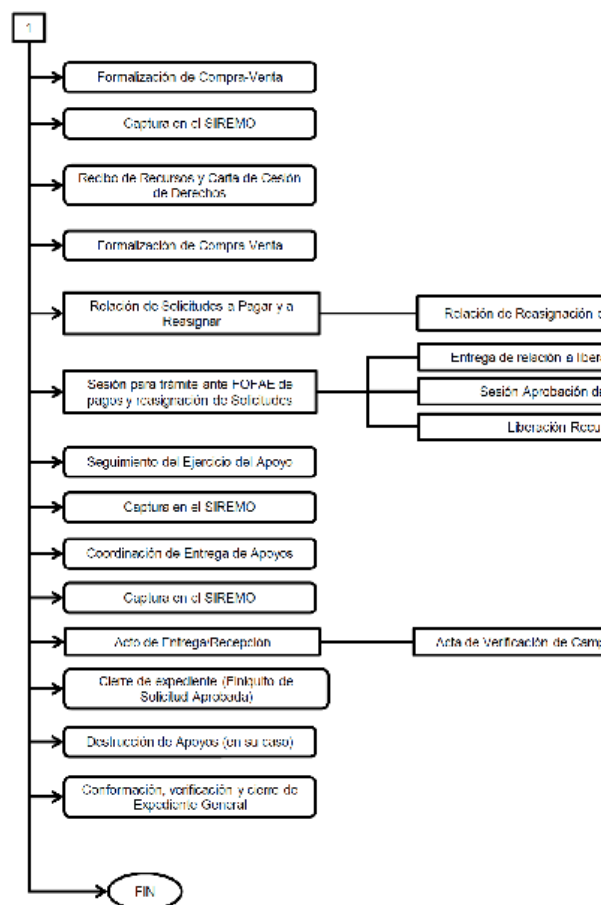 1
Formalización de Compra-Venta
Captura en el SIREMO
Recibo de Recursos y Carta de Cesión
de Derechos
Formalización de Compra Venta
Relación de Solicitudes a Pagar y a
Reasignar
Relación de Reasignación
Entrega de relación a
Sesión para trámite ante FOFAE de
pagos y reasignación de Solicitudes
Sesión Aprobación de
Liberación
Seguimiento del Ejercicio del Apoyo
Captura en el SIREMO
Coordinación de Entrega de Apoyos
Captura en el SIREMO
Acto de Entrega/Recepción
Acta de Verificación de
Cierre de expediente (Finiquito de
Solicitud Aprobada)
Destrucción de Apoyos (en su caso)
Conformación, verificación y cierre de
Expediente General
FIN